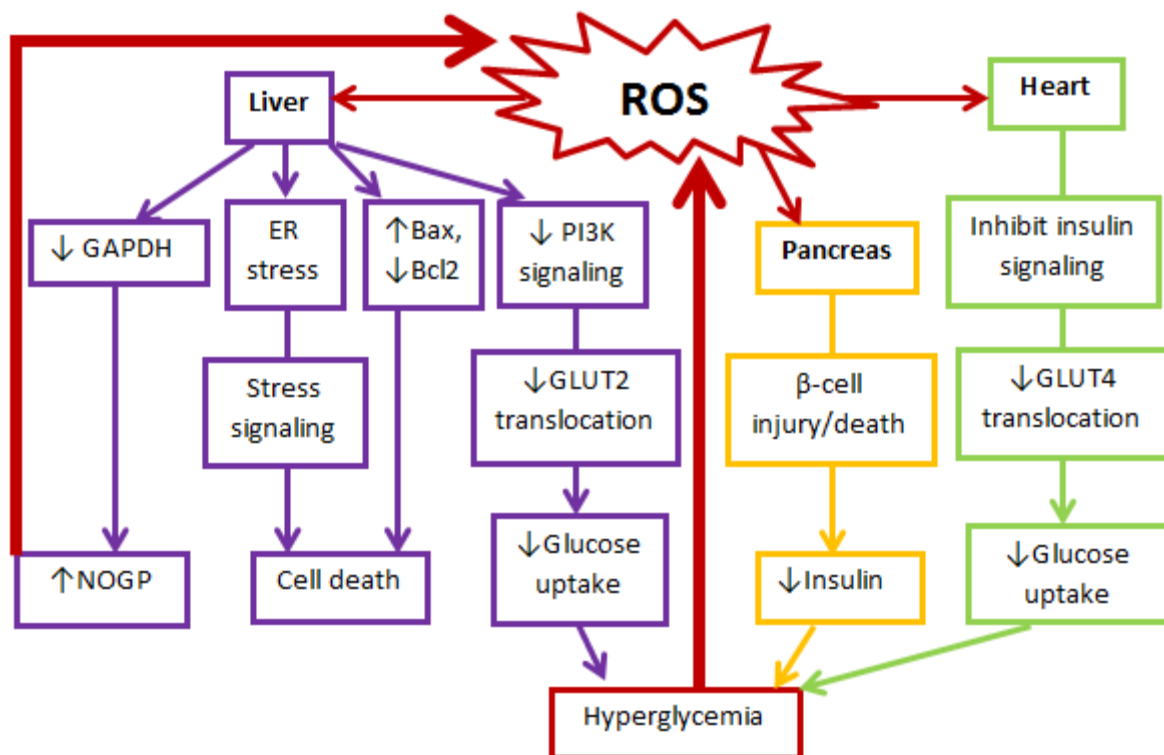 ROS
Liver
Heart
↓ GAPDH
ER
stress
↑Bax,
↓Bcl2
↓ PI3K
signaling
Pancreas
Inhibit insulin
signaling
Stress
signaling
↓GLUT2
translocation
β-cell
injury/death
↓GLUT4
translocation
↑NOGP
Cell death
↓Glucose
uptake
↓Insulin
↓Glucose
uptake
Hyperglycemia